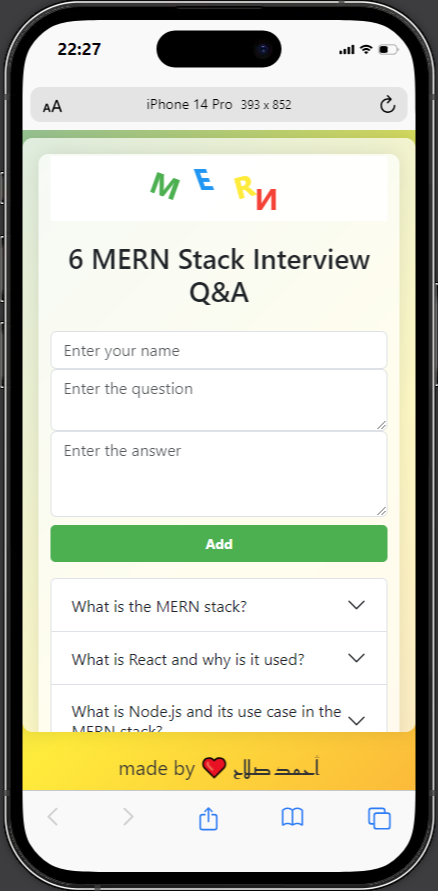 22:27
AA iPhone 14 Pro 393 x 852
MERN
6 MERN Stack Interview
Q&A
Enter your name
Enter the question
Enter the answer
Add
What is the MERN stack?
What is React and why is it used?
What is Node.js and its use case in the
MERN stack?
made by ❤️ أحمد صلاح